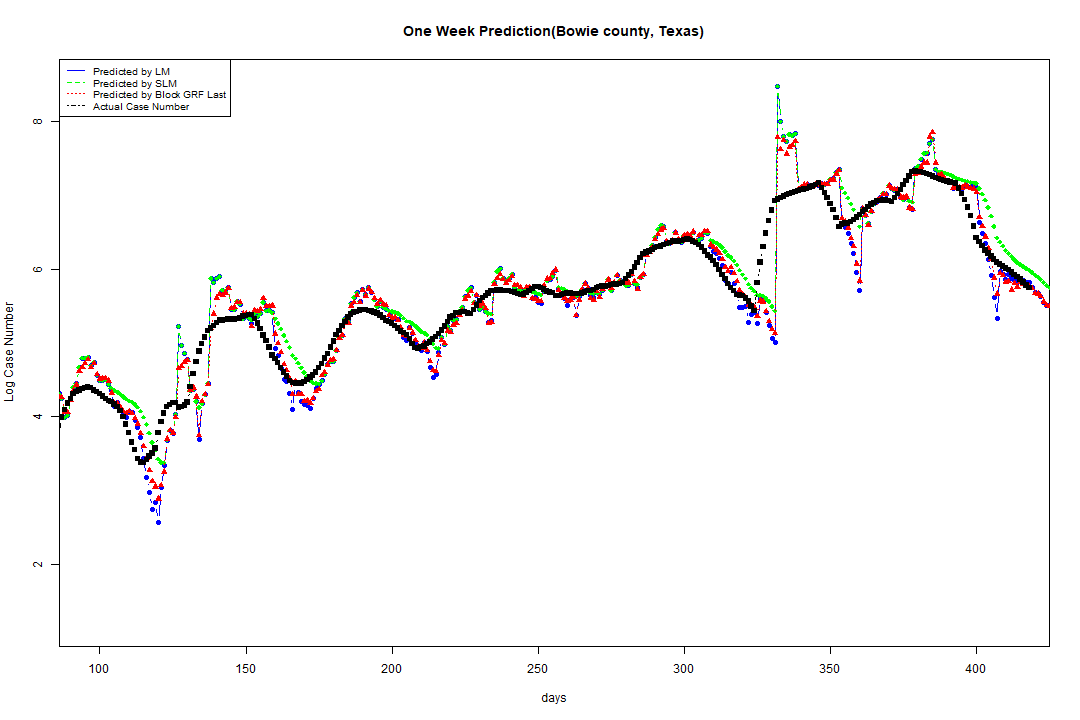 One Week Prediction(Bowie county, Texas)
Predicted by LM
Predicted by SLM
Predicted by Block GRF Last
Actual Case Number
Log Case Number
8
6
4
2
100 150 200 250 300 350 400
days